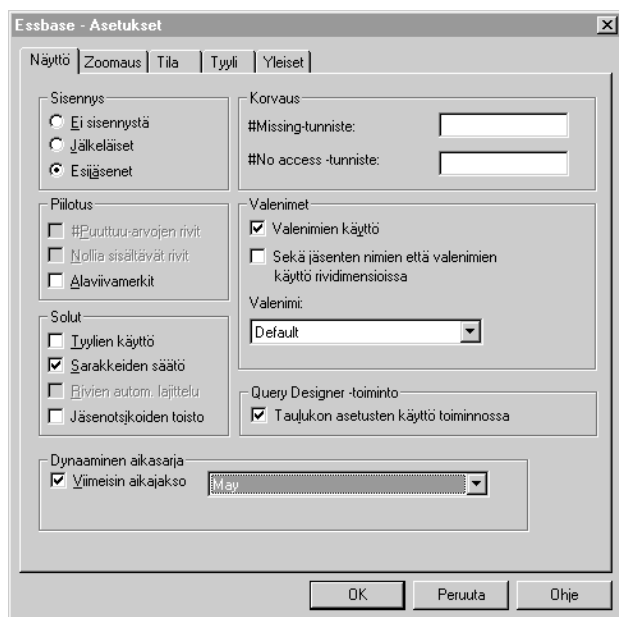 Essbase - Asetukset
Näyttö Zoomaus Tila Tyyli Yleiset
Sisennys
Ei sisennystä
Jälkeläiset
Esijäsenet
Korvaus
#Missing-tunniste:
#No access -tunniste:
Piilotus
#Puuttuu-arvojen rivit
Nollia sisältävät rivit
Alaviivamerkit
Valenimet
Valenimien käyttö
Sekä jäsenten nimien että valenimien
käyttö rividimensioissa
Valenimi:
Default
Solut
Tyylien käyttö
Sarakkeiden säätö
Rivien autom. lajittelu
Jäsenotsikoiden toisto
Query Designer -toiminto
Taulukon asetusten käyttö toiminnossa
Dynaaminen aikasarja
Viimeisin aikajakso
May
OK Peruuta Ohje